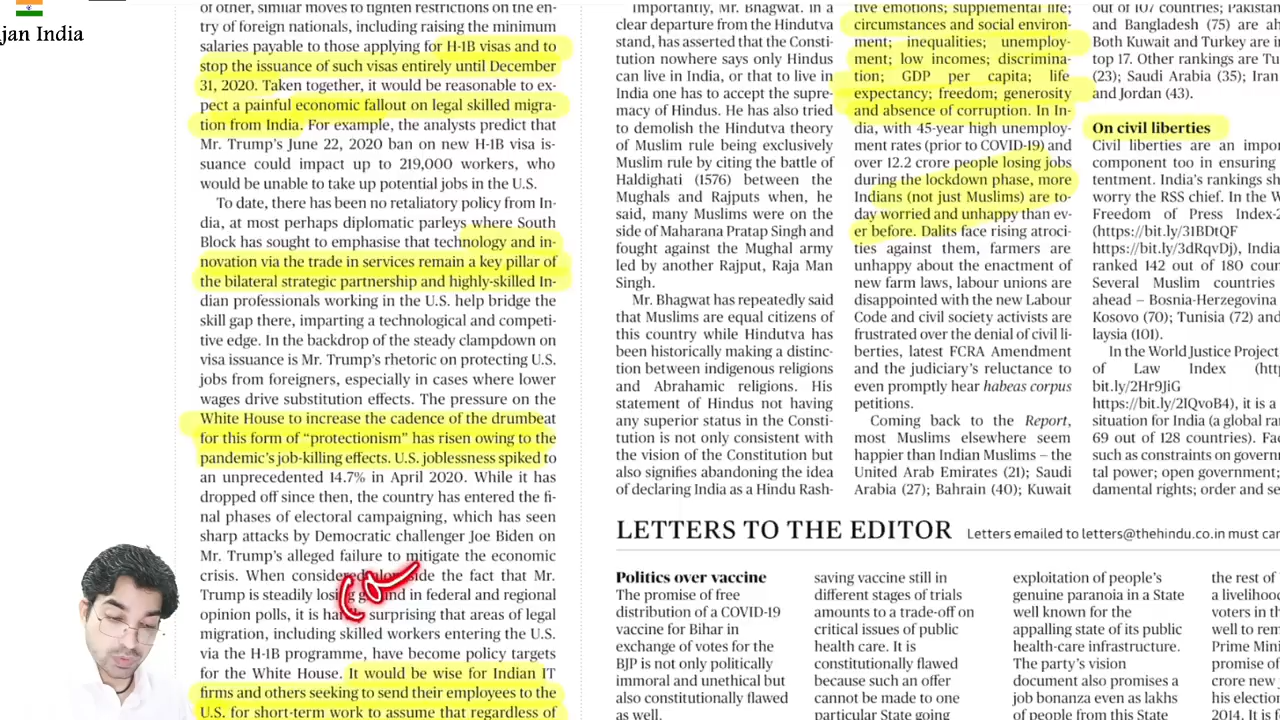 jan India
of other, similar moves to tighten restrictions on the en-
try of foreign nationals, including raising the minimum
salaries payable to those applying for H-1B visas and to
stop the issuance of such visas entirely until December
31, 2020. Taken together, it would be reasonable to ex-
pect a painful economic fallout on legal skilled migra-
tion from India. For example, the analysts predict that
Mr. Trump's June 22, 2020 ban on new H-1B visa is-
suance could impact up to 219,000 workers, who
would be unable to take up potential jobs in the U.S.
To date, there has been no retaliatory policy from In-
dia, at most perhaps diplomatic parleys where South
Block has sought to emphasise that technology and in-
novation via the trade in services remain a key pillar of
the bilateral strategic partnership and highly-skilled In-
dian professionals working in the U.S. help bridge the
skill gap there, imparting a technological and competi-
tive edge. In the backdrop of the steady clampdown on
visa issuance is Mr. Trump's rhetoric on protecting U.S.
jobs from foreigners, especially in cases where lower
wages drive substitution effects. The pressure on the
White House to increase the cadence of the drumbeat
for this form of "protectionism" has risen owing to the
pandemic's job-killing effects. U.S. joblessness spiked to
an unprecedented 14.7% in April 2020. While it has
dropped off since then, the country has entered the fi-
nal phases of electoral campaigning, which has seen
sharp attacks by Democratic challenger Joe Biden on
Mr. Trump's alleged failure to mitigate the economic
crisis. When considered alongside the fact that Mr.
Trump is steadily losing ground in federal and regional
opinion polls, it is hardly surprising that areas of legal
migration, including skilled workers entering the U.S.
via the H-1B programme, have become policy targets
for the White House. It would be wise for Indian IT
firms and others seeking to send their employees to the
U.S. for short-term work to assume that regardless of
Importantly, Mr. Bhagwat. In a
clear departure from the Hindutva
stand, has asserted that the Consti-
tution nowhere says only Hindus
can live in India, or that to live in
India one has to accept the supre-
macy of Hindus. He has also tried
to demolish the Hindutva theory
of Muslim rule being exclusively
Muslim rule by citing the battle of
Haldighati (1576) between the
Mughals and Rajputs when, he
said, many Muslims were on the
side of Maharana Pratap Singh and
fought against the Mughal army
led by another Rajput, Raja Man
Singh.
Mr. Bhagwat has repeatedly said
that Muslims are equal citizens of
this country while Hindutva has
been historically making a distinc-
tion between indigenous religions
and Abrahamic religions. His
statement of Hindus not having
any superior status in the Consti-
tution is not only consistent with
the vision of the Constitution but
also signifies abandoning the idea
of declaring India as a Hindu Rash-
tive emotions; supplemental life;
circumstances and social environ-
ment; inequalities; unemploy-
ment; low incomes; discrimina-
tion; GDP per capita; life
expectancy; freedom; generosity
and absence of corruption. In In-
dia, with 45-year high unemploy-
ment rates (prior to COVID-19) and
over 12.2 crore people losing jobs
during the lockdown phase, more
Indians (not just Muslims) are to-
day worried and unhappy than ev-
er before. Dalits face rising atroci-
ties against them, farmers are
unhappy about the enactment of
new farm laws, labour unions are
disappointed with the new Labour
Code and civil society activists are
frustrated over the denial of civil li-
berties, latest FCRA Amendment
and the judiciary's reluctance to
even promptly hear habeas corpus
petitions.
Coming back to the Report,
most Muslims elsewhere seem
happier than Indian Muslims – the
United Arab Emirates (21); Saudi
Arabia (27); Bahrain (40); Kuwait
out of 107 countries; Pakistan
and Bangladesh (75) are al
Both Kuwait and Turkey are i
top 17. Other rankings are Tu
(23); Saudi Arabia (35); Iran
and Jordan (43).
On civil liberties
Civil liberties are an impor
component too in ensuring
tentment. India's rankings sh
worry the RSS chief. In the W
Freedom of Press Index-2
(https://bit.ly/31BDtQF
https://bit.ly/3dRqvDj), India
ranked 142 out of 180 coun
Several Muslim countries
ahead – Bosnia-Herzegovina
Kosovo (70); Tunisia (72) and
laysia (101).
In the World Justice Project
of Law Index (http
bit.ly/2Hr9JiG
https://bit.ly/2IQvoB4), it is a
situation for India (a global ran
69 out of 128 countries). Fac
such as constraints on govern
tal power; open government;
damental rights; order and se
LETTERS TO THE EDITOR Letters emailed to letters@thehindu.co.in must car
Politics over vaccine
The promise of free
distribution of a COVID-19
vaccine for Bihar in
exchange of votes for the
BJP is not only politically
immoral and unethical but
also constitutionally flawed
as well.
saving vaccine still in
different stages of trials
amounts to a trade-off on
critical issues of public
health care. It is
constitutionally flawed
because such an offer
cannot be made to one
particular State going
exploitation of people's
genuine paranoia in a State
well known for the
appalling state of its public
health-care infrastructure.
The party's vision
document also promises a
job bonanza even as lakhs
of people from this State
the rest of
a livelihood
voters in th
well to rem
Prime Mini
promise of
crore new
his election
2014. It is